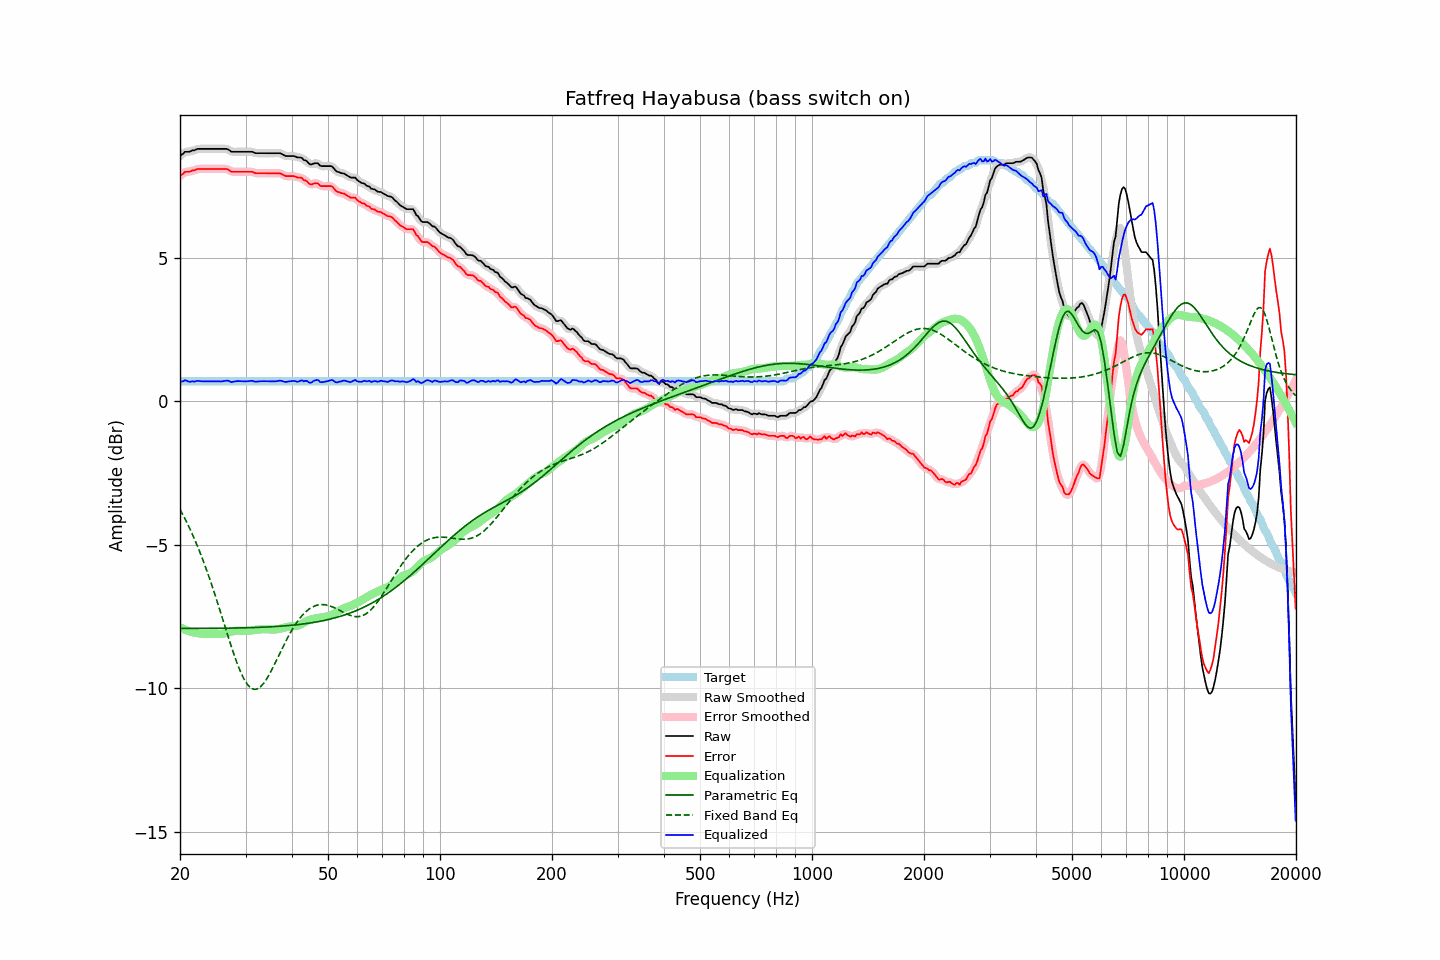 Fatfreq Hayabusa (bass switch on)
Amplitude (dBr)
5
0
−5
−10
−15
Target
Raw Smoothed
Error Smoothed
Raw
Error
Equalization
Parametric Eq
Fixed Band Eq
Equalized
20 50 100 200 500 1000 2000 5000 10000 20000
Frequency (Hz)